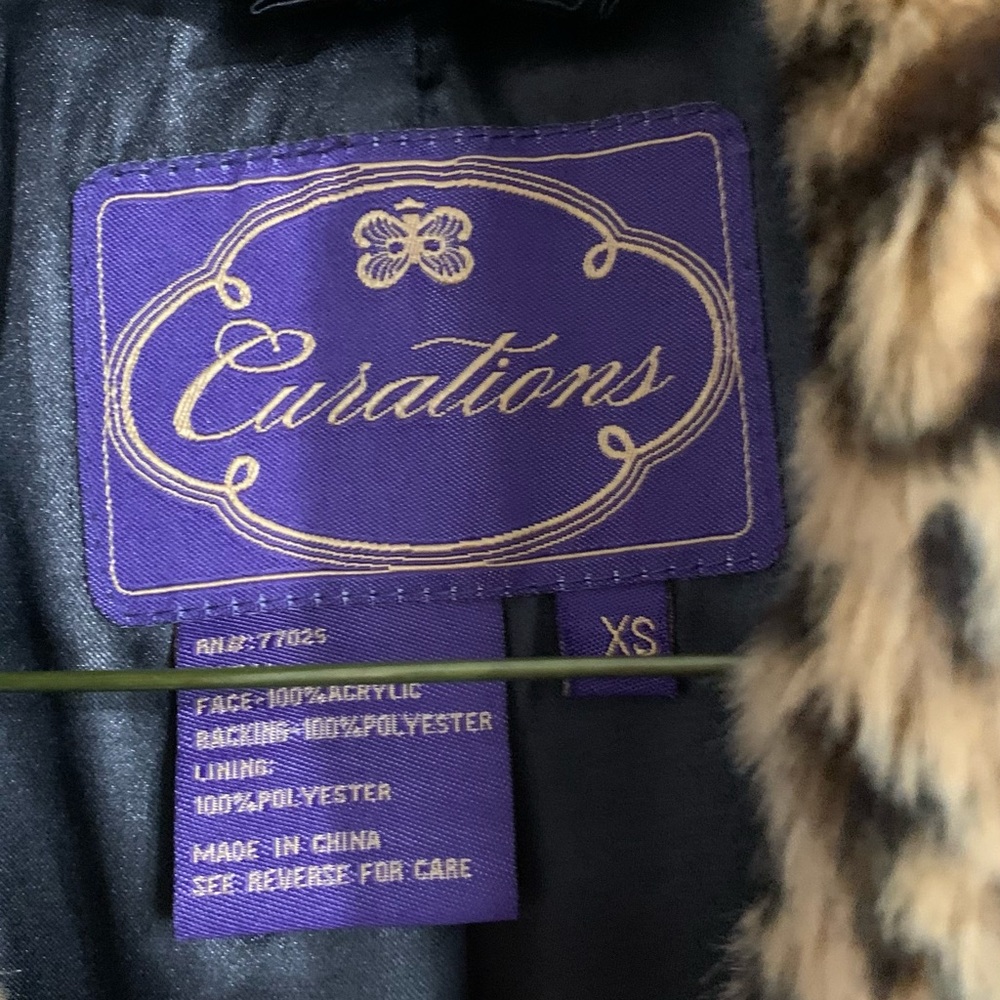 Curations
XS
RN#:77025
FACE-100%ACRYLIC
BACKING-100%POLYESTER
LINING:
100%POLYESTER
MADE IN CHINA
SEE REVERSE FOR CARE